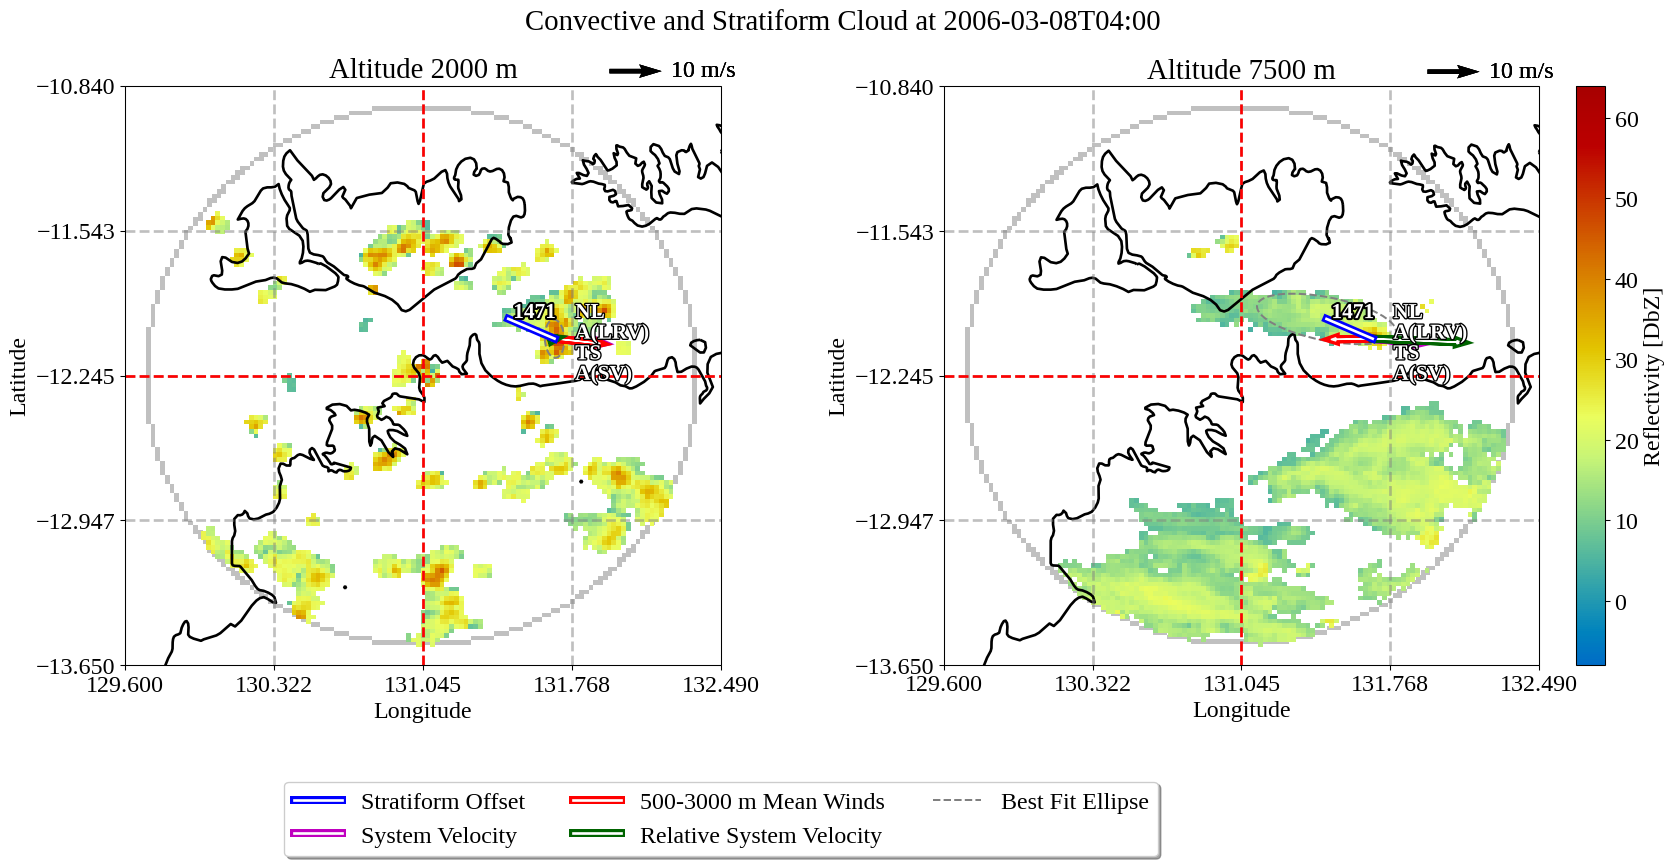 Convective and Stratiform Cloud at 2006-03-08T04:00
Altitude 2000 m
10 m/s
−10.840
−11.543
−12.245
−12.947
−13.650
129.600
130.322
131.045
131.768
132.490
Latitude
Longitude
1471
NL
A(LRV)
TS
A(SV)
Altitude 7500 m
10 m/s
−10.840
−11.543
−12.245
−12.947
−13.650
129.600
130.322
131.045
131.768
132.490
Latitude
Longitude
1471
NL
A(LRV)
TS
A(SV)
60
50
40
30
20
10
0
Reflectivity [DbZ]
Stratiform Offset
System Velocity
500-3000 m Mean Winds
Relative System Velocity
Best Fit Ellipse